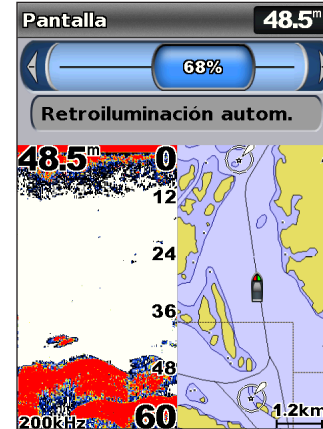 Pantalla 48.5m
68%
Retroiluminación autom.
48.5m 0
12
24
36
48
200kHz 60
1.2km